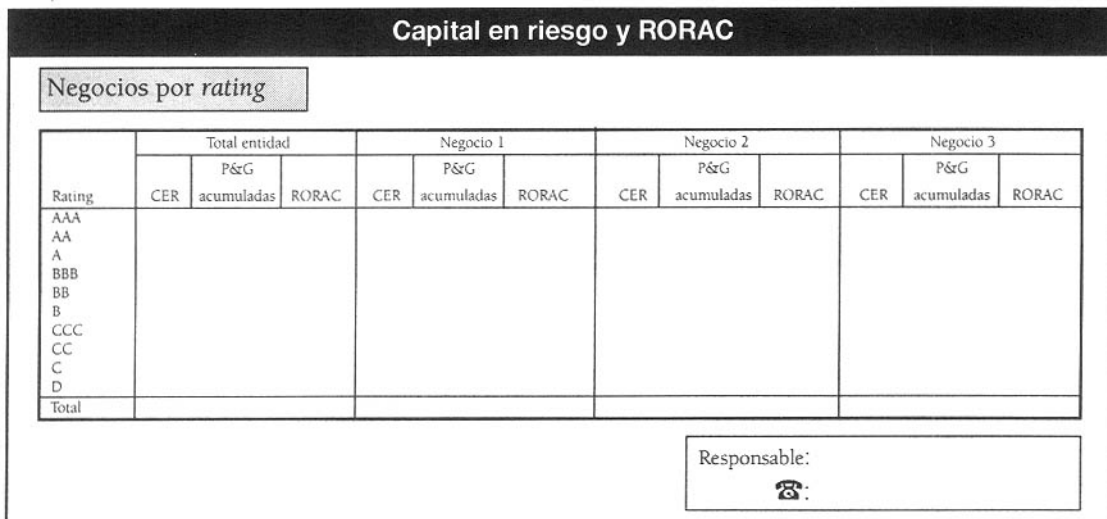 Capital en riesgo y RORAC
Negocios por rating
Total entidad Negocio 1 Negocio 2 Negocio 3
Rating CER P&G acumuladas RORAC CER P&G acumuladas RORAC CER P&G acumuladas RORAC CER P&G acumuladas RORAC
AAA
AA
A
BBB
BB
B
CCC
CC
C
D
Total
Responsable:
☎: